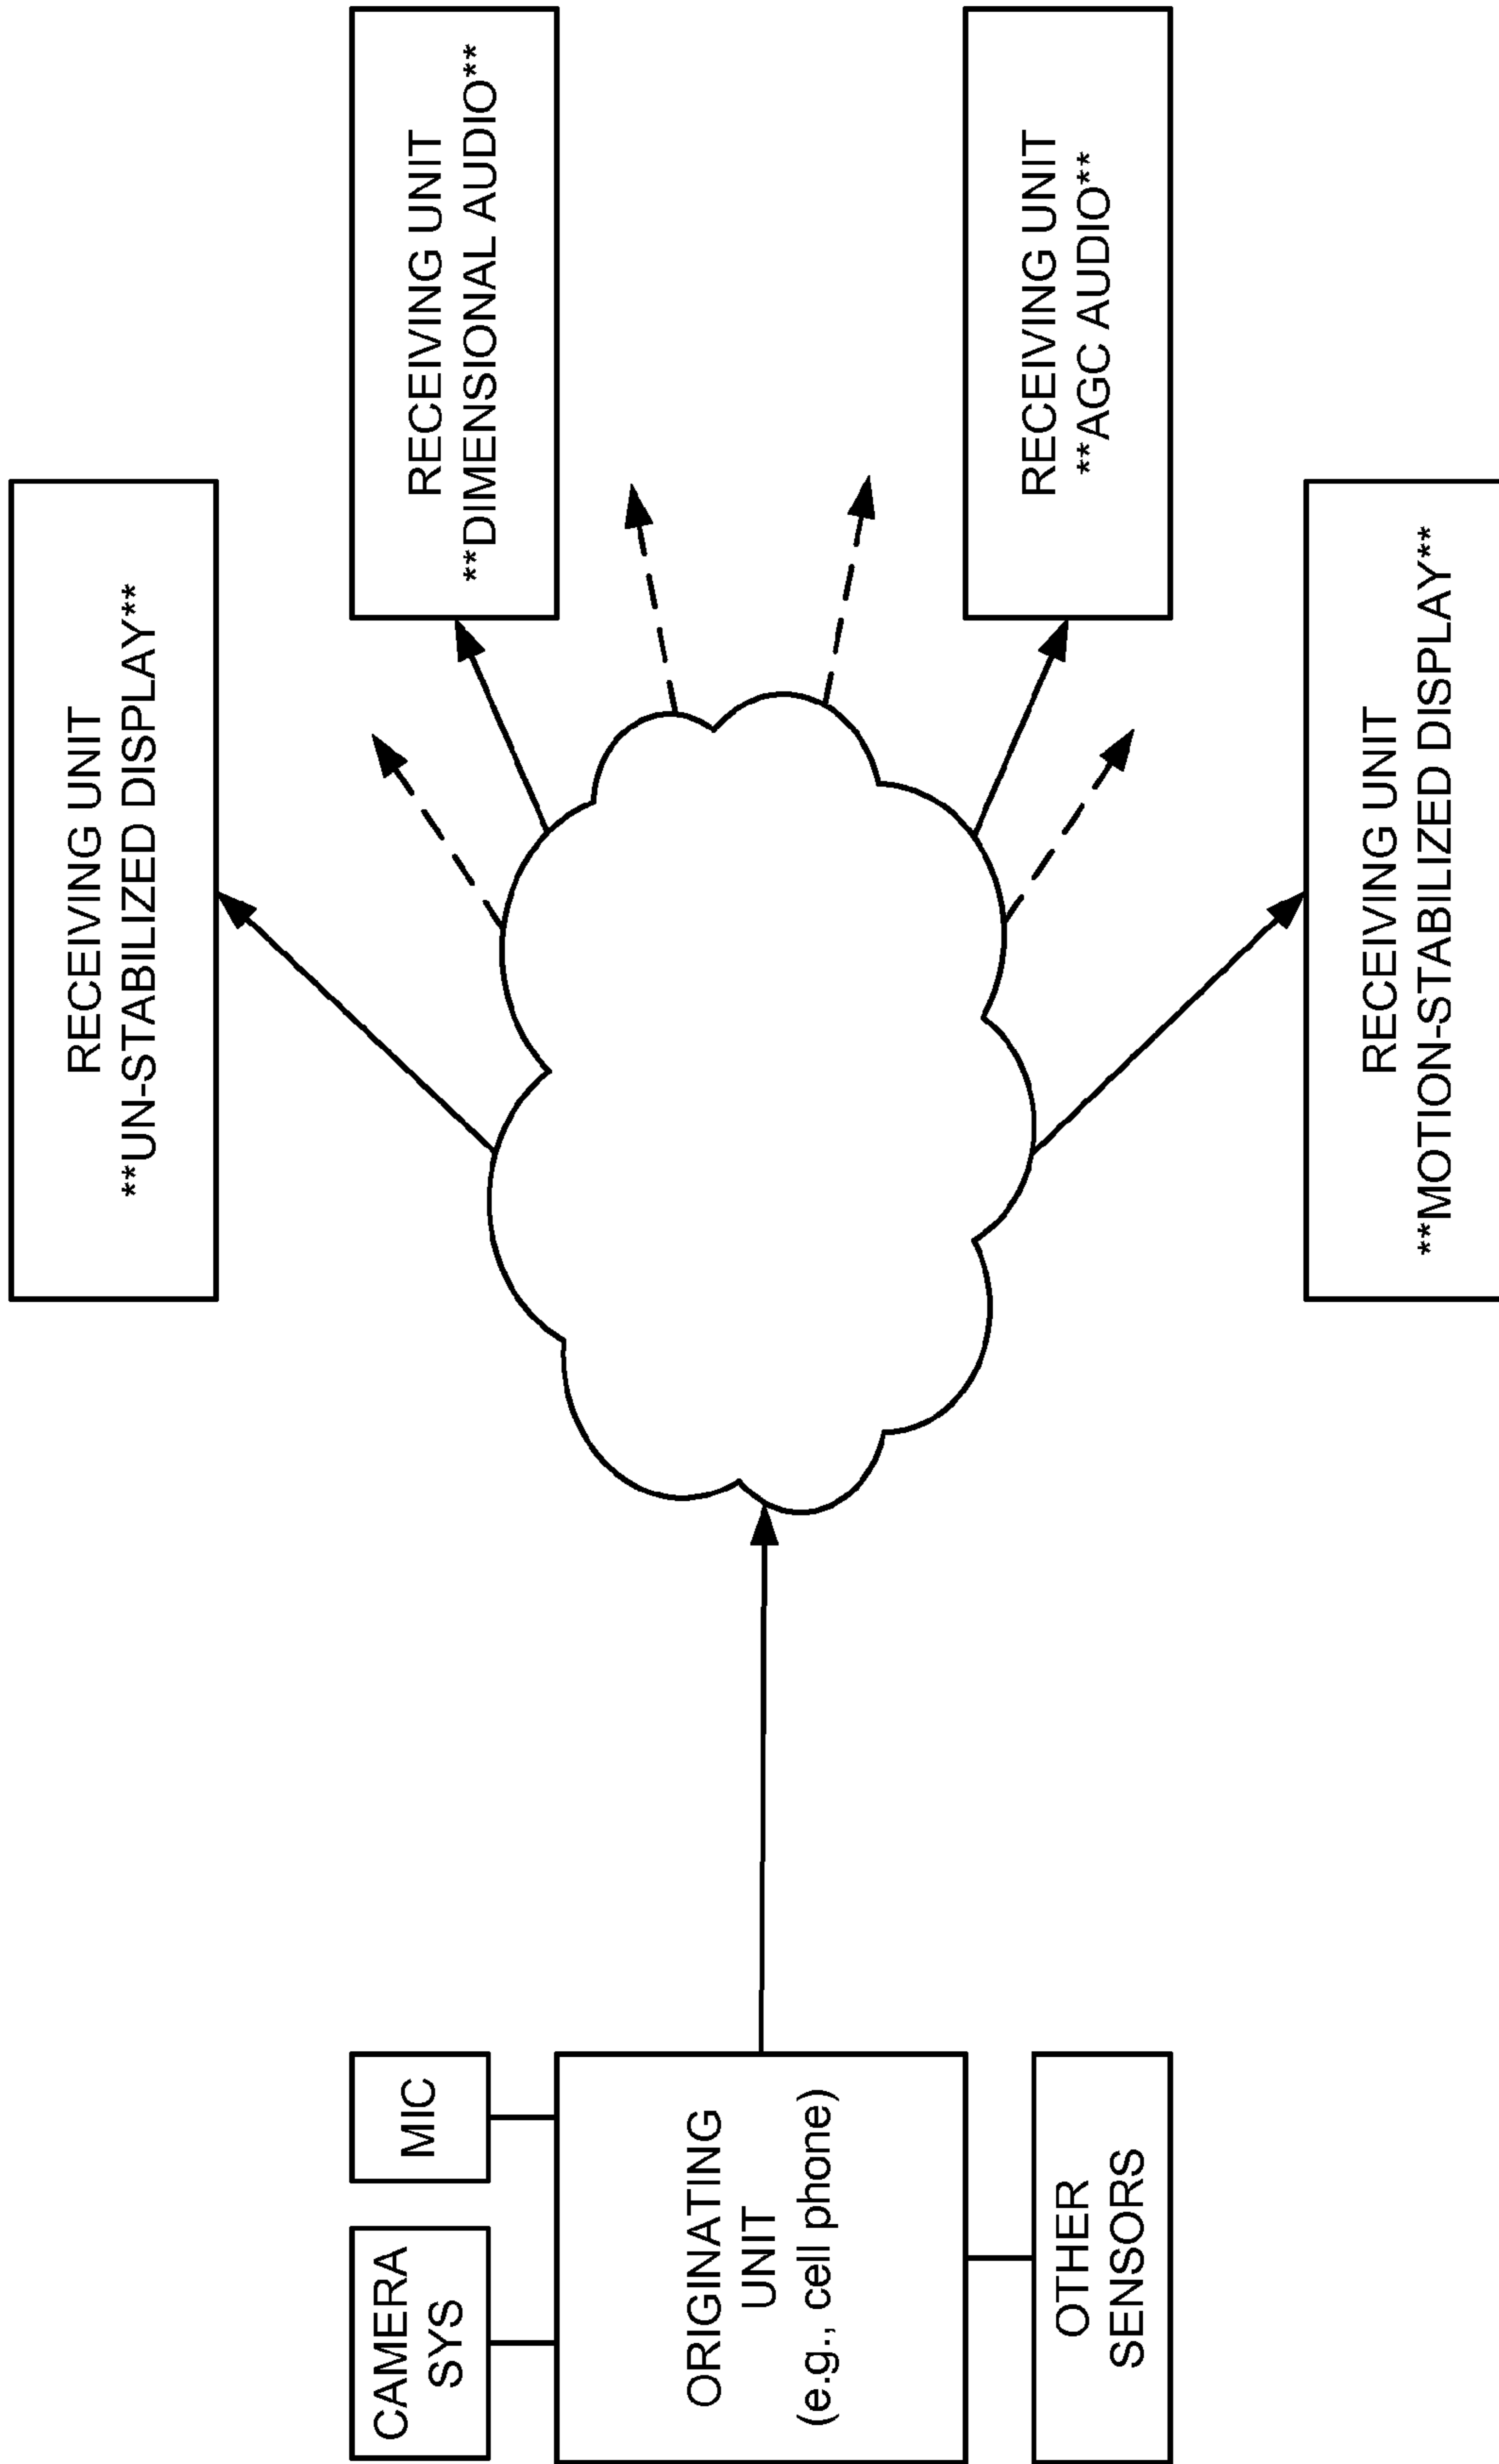 RECEIVING UNIT
**UN-STABILIZED DISPLAY**
RECEIVING UNIT
**DIMENSIONAL AUDIO**
CAMERA
SYS
MIC
ORIGINATING
UNIT
(e.g., cell phone)
OTHER
SENSORS
RECEIVING UNIT
**AGC AUDIO**
RECEIVING UNIT
**MOTION-STABILIZED DISPLAY**